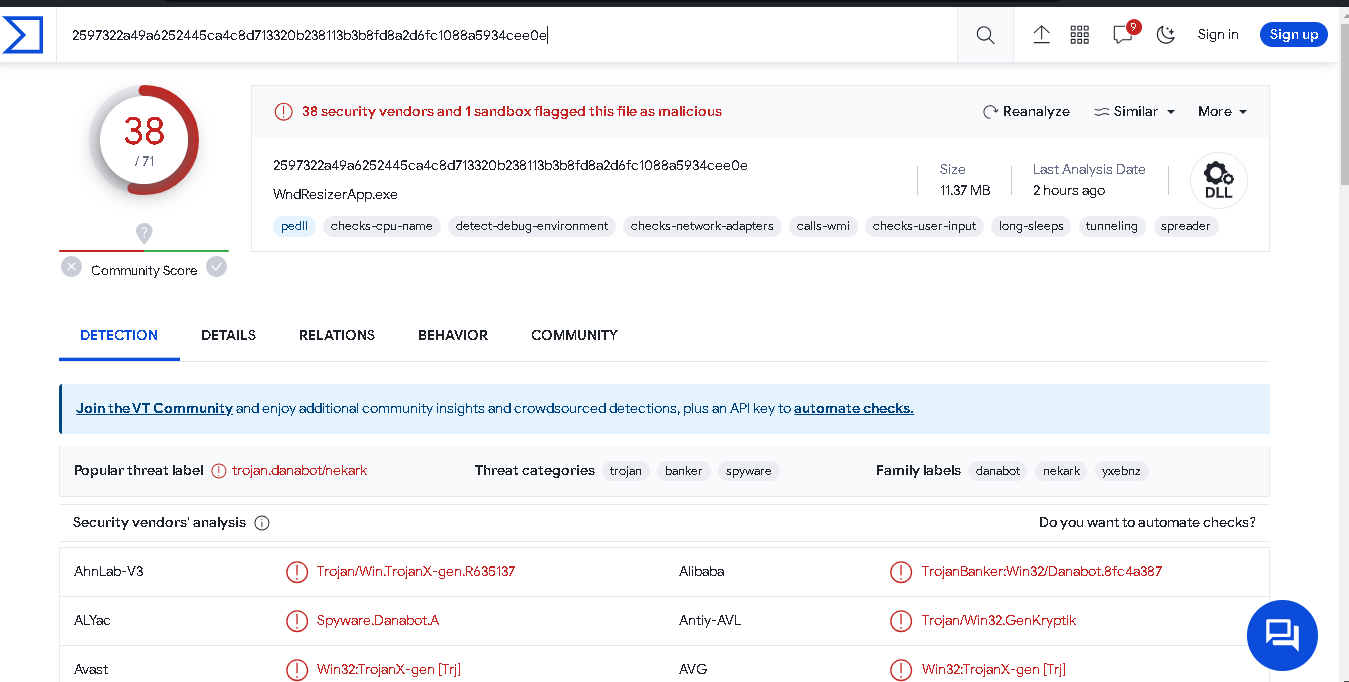 2597322a49a6252445ca4c8d713320b238113b3b8fd8a2d6fc1088a5934cee0e
9
Sign in
Sign up
38
/ 71
38 security vendors and 1 sandbox flagged this file as malicious
Reanalyze
Similar
More
2597322a49a6252445ca4c8d713320b238113b3b8fd8a2d6fc1088a5934cee0e
WndResizerApp.exe
Size
11.37 MB
Last Analysis Date
2 hours ago
DLL
pedll checks-cpu-name detect-debug-environment checks-network-adapters calls-wmi checks-user-input long-sleeps tunneling spreader
?
Community Score
DETECTION DETAILS RELATIONS BEHAVIOR COMMUNITY
Join the VT Community and enjoy additional community insights and crowdsourced detections, plus an API key to automate checks.
Popular threat label trojan.danabot/nekark Threat categories trojan banker spyware Family labels danabot nekark yxebnz
Security vendors' analysis Do you want to automate checks?
AhnLab-V3 Trojan/Win.TrojanX-gen.R635137 Alibaba TrojanBanker:Win32/Danabot.8fc4a387
ALYac Spyware.Danabot.A Antiy-AVL Trojan/Win32.GenKryptik
Avast Win32:TrojanX-gen [Trj] AVG Win32:TrojanX-gen [Trj]